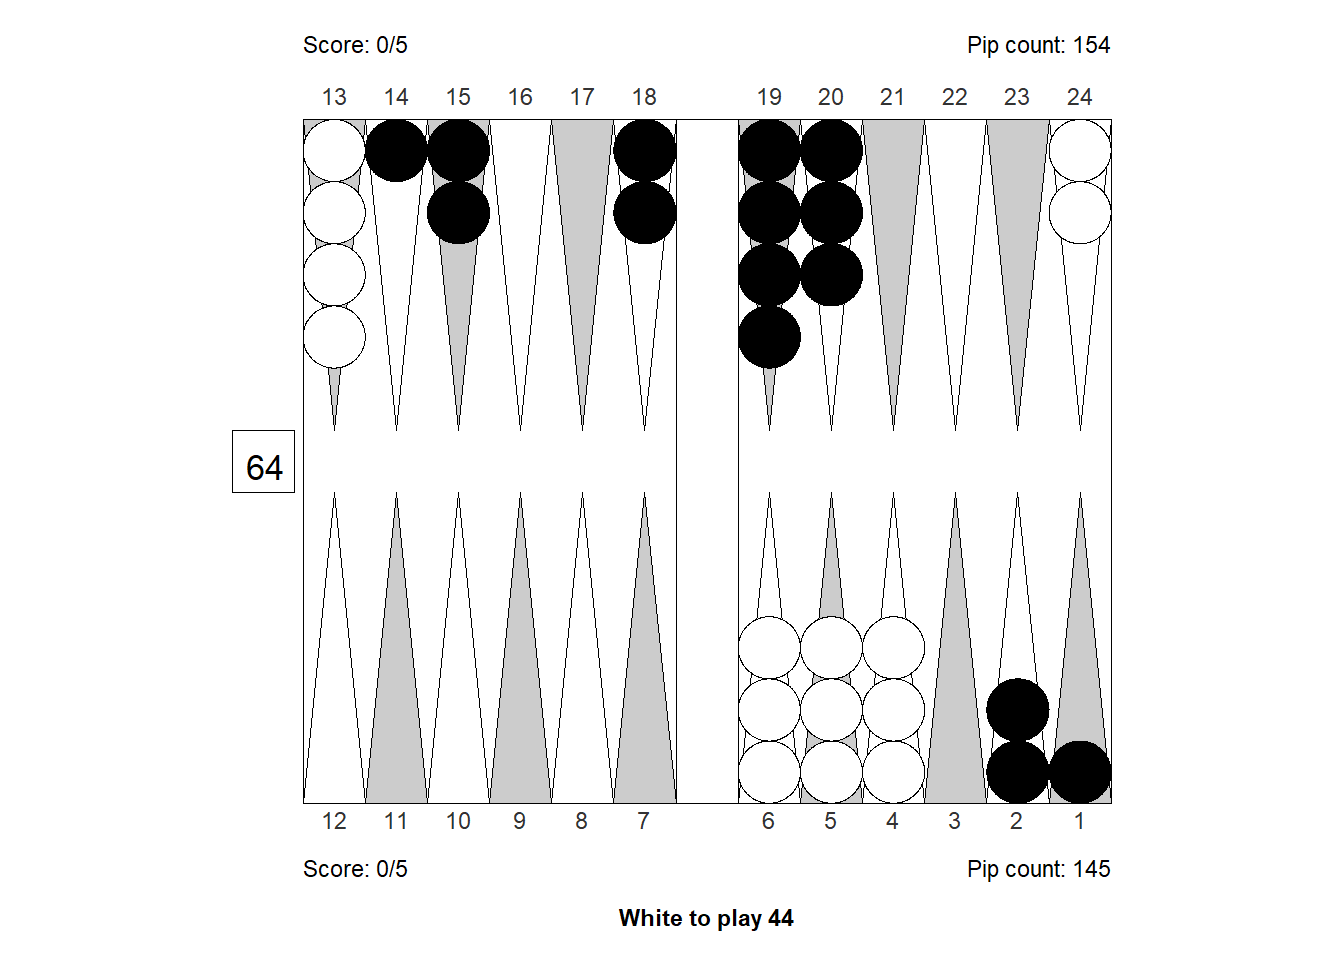 Score: 0/5 Pip count: 154
13 14 15 16 17 18 19 20 21 22 23 24
64
12 11 10 9 8 7 6 5 4 3 2 1
Score: 0/5 Pip count: 145
White to play 44